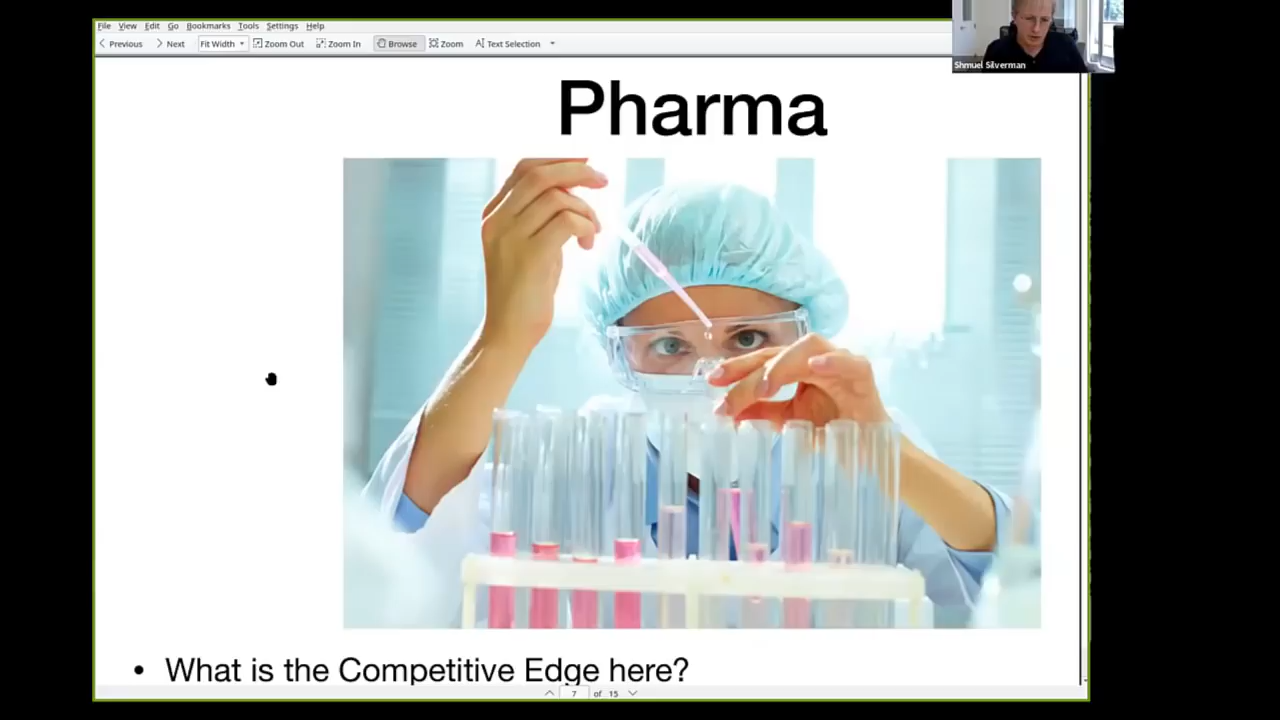 File View Edit Go Bookmarks Tools Settings Help
Previous Next Fit Width Zoom Out Zoom In Browse Zoom Text Selection
Shmuel Silverman
Pharma
• What is the Competitive Edge here?
7 of 15